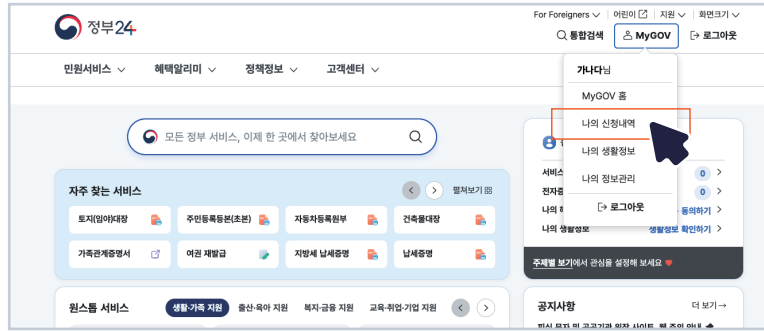 For Foreigners 어린이 지원 화면크기
정부24 통합검색 MyGOV 로그아웃
민원서비스 혜택알리미 정책정보 고객센터
가나다님
MyGOV 홈
나의 신청내역
나의 생활정보
나의 정보관리
로그아웃
모든 정부 서비스, 이제 한 곳에서 찾아보세요
자주 찾는 서비스 펼쳐보기
토지(임야)대장 주민등록등본(초본) 자동차등록원부 건축물대장
가족관계증명서 여권 재발급 지방세 납세증명 납세증명
서비스 0
전자증 0
나의 동의하기
나의 생활정보 생활정보 확인하기
주제별 보기에서 관심을 설정해 보세요
원스톱 서비스 생활·가족 지원 출산·육아 지원 복지·금융 지원 교육·취업·기업 지원
공지사항 더 보기